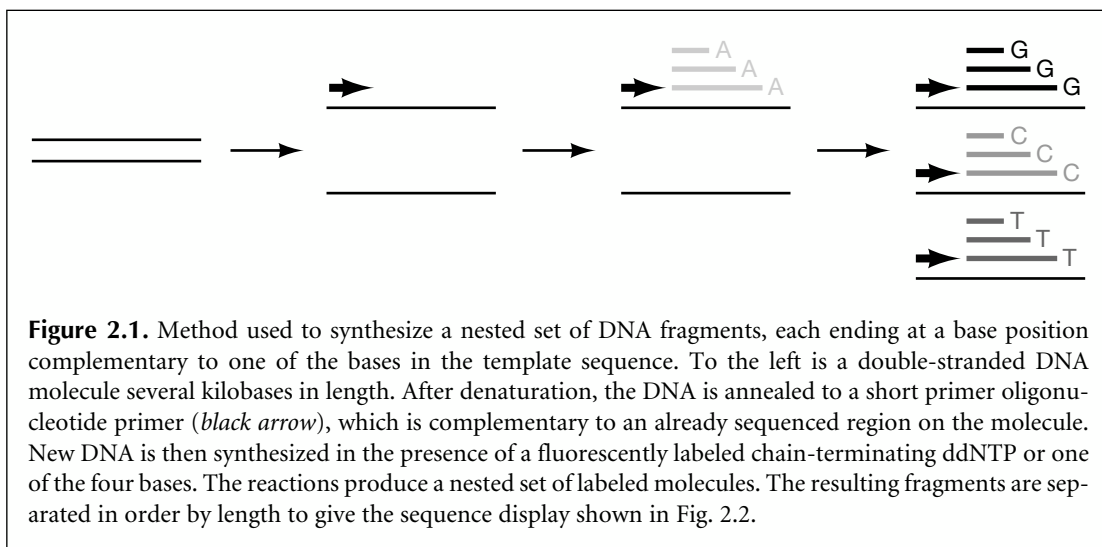 A
A
A
G
G
G
C
C
C
T
T
T
Figure 2.1. Method used to synthesize a nested set of DNA fragments, each ending at a base position
complementary to one of the bases in the template sequence. To the left is a double-stranded DNA
molecule several kilobases in length. After denaturation, the DNA is annealed to a short primer oligonu-
cleotide primer (black arrow), which is complementary to an already sequenced region on the molecule.
New DNA is then synthesized in the presence of a fluorescently labeled chain-terminating ddNTP or one
of the four bases. The reactions produce a nested set of labeled molecules. The resulting fragments are sep-
arated in order by length to give the sequence display shown in Fig. 2.2.